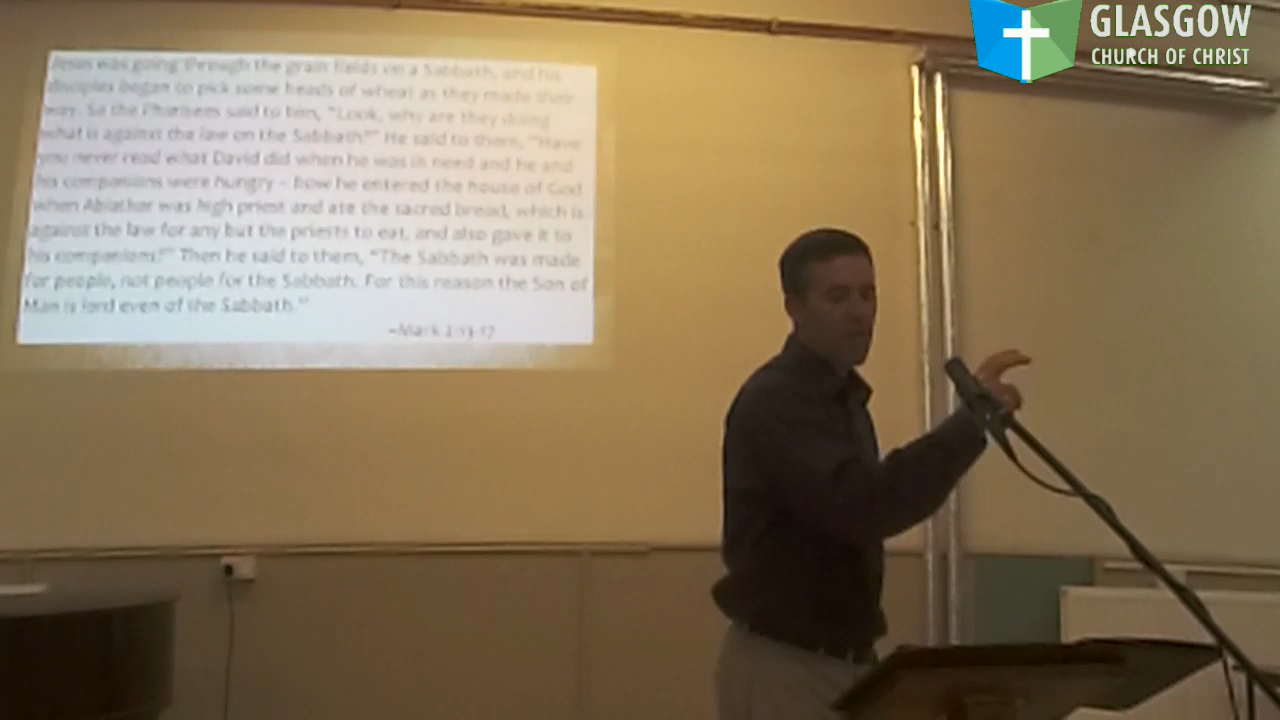 GLASGOW
CHURCH OF CHRIST
Jesus was going through the grain fields on a Sabbath, and his
disciples began to pick some heads of wheat as they made their
way. So the Pharisees said to him, "Look, why are they doing
what is against the law on the Sabbath?" He said to them, "Have
you never read what David did when he was in need and he and
his companions were hungry – how he entered the house of God
when Abiathar was high priest and ate the sacred bread, which is
against the law for any but the priests to eat, and also gave it to
his companions?" Then he said to them, "The Sabbath was made
for people, not people for the Sabbath. For this reason the Son of
Man is lord even of the Sabbath."
~Mark